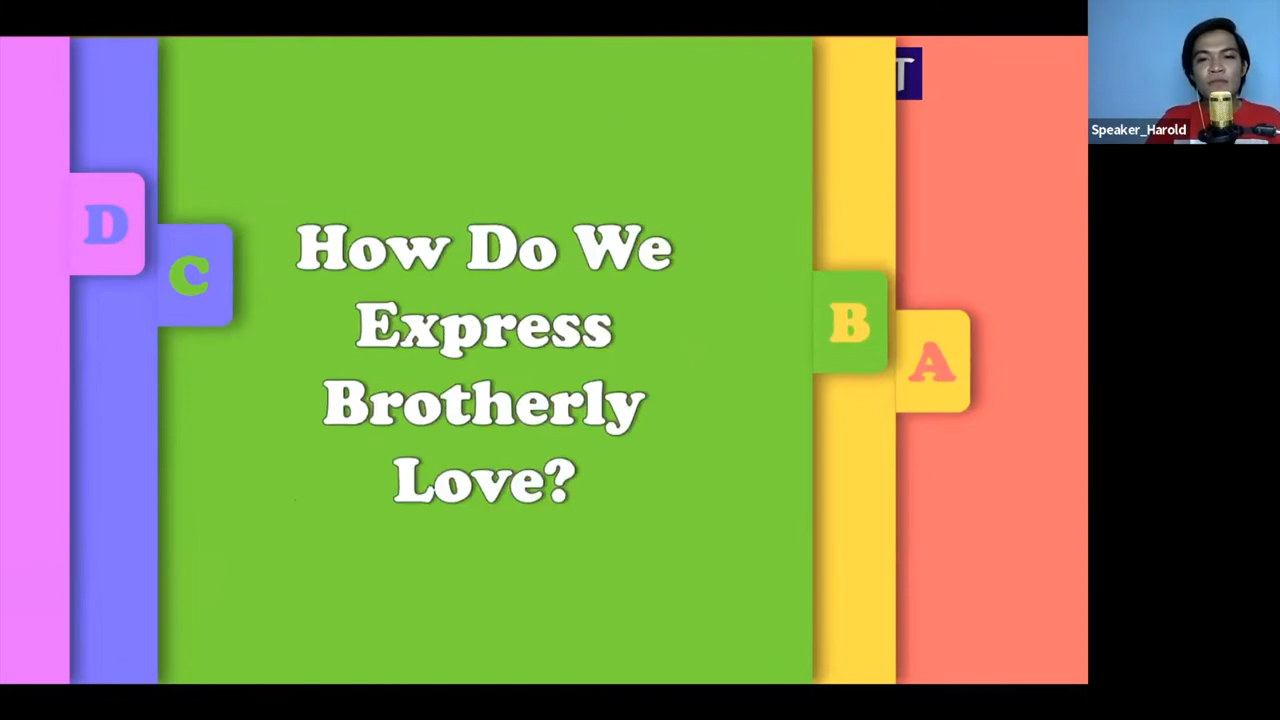 How Do We
Express
Brotherly
Love?
D
C
B
A
T
Speaker_Harold